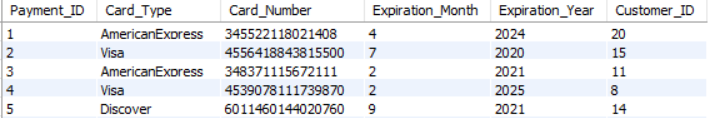 Payment_ID Card_Type Card_Number Expiration_Month Expiration_Year Customer_ID
1 AmericanExpress 345522118021408 4 2024 20
2 Visa 4556418843815500 7 2020 15
3 AmericanExpress 348371115672111 2 2021 11
4 Visa 4539078111739870 2 2025 8
5 Discover 6011460144020760 9 2021 14